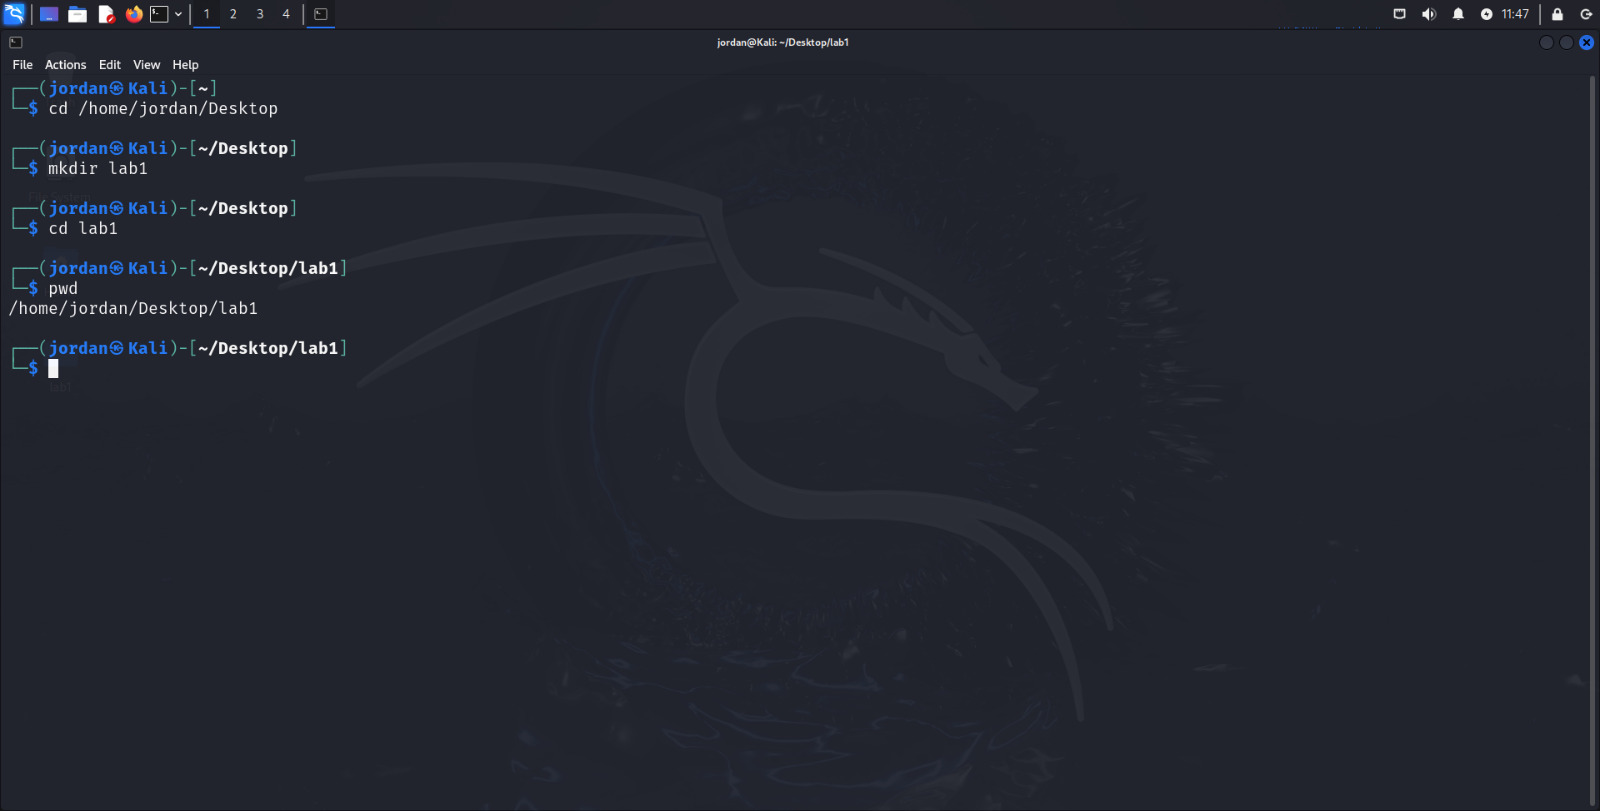 1 2 3 4
11:47
jordan@Kali: ~/Desktop/lab1
File Actions Edit View Help
┌──(jordan㉿Kali)-[~]
└─$ cd /home/jordan/Desktop
┌──(jordan㉿Kali)-[~/Desktop]
└─$ mkdir lab1
┌──(jordan㉿Kali)-[~/Desktop]
└─$ cd lab1
┌──(jordan㉿Kali)-[~/Desktop/lab1]
└─$ pwd
/home/jordan/Desktop/lab1
┌──(jordan㉿Kali)-[~/Desktop/lab1]
└─$
lab1